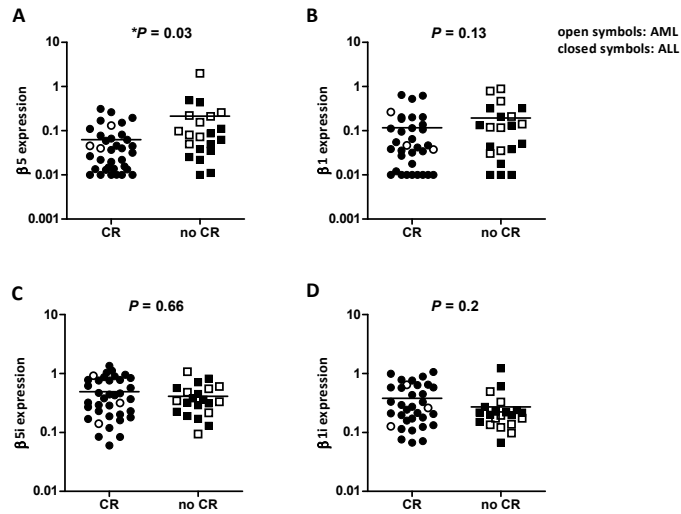 A
B
*P = 0.03
P = 0.13
open symbols: AML
closed symbols: ALL
β5 expression
10
1
0.1
0.01
0.001
CR
no CR
β1 expression
10
1
0.1
0.01
0.001
CR
no CR
C
D
P = 0.66
P = 0.2
β5i expression
10
1
0.1
0.01
CR
no CR
β1i expression
10
1
0.1
0.01
CR
no CR